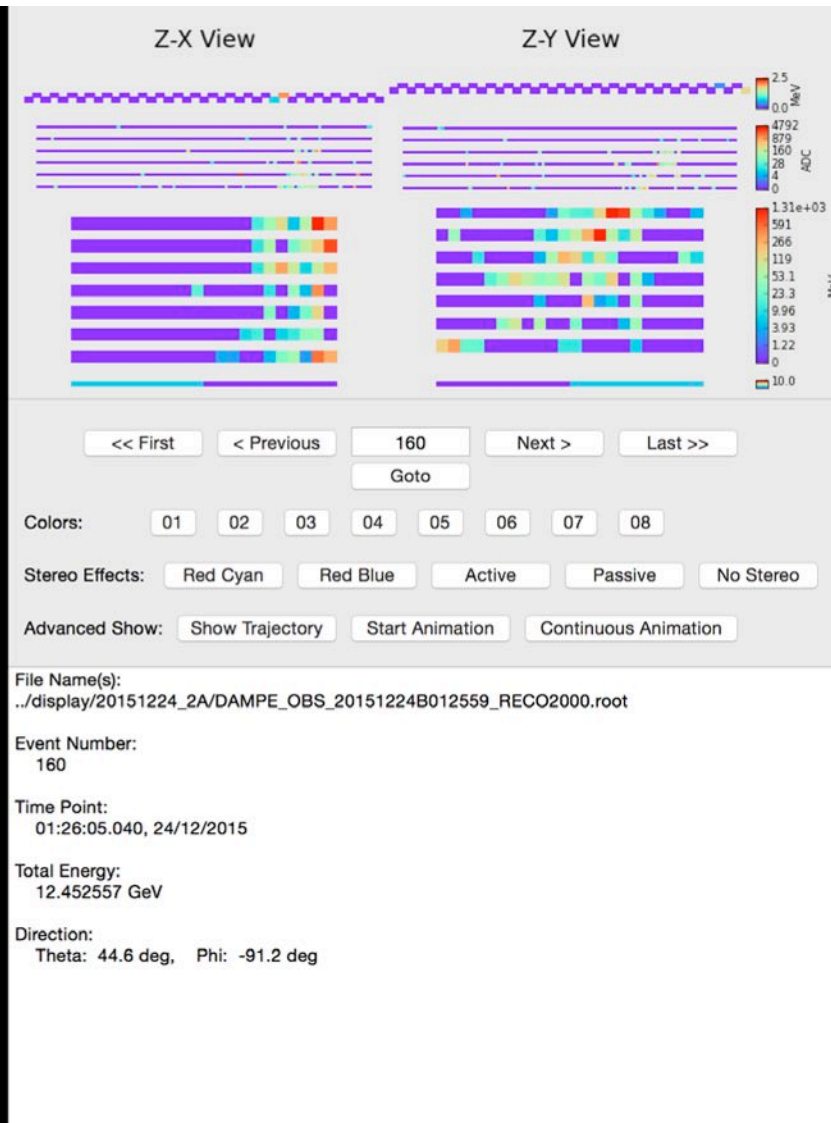 Z-X View
Z-Y View
2.5
0.0
MeV
4792
879
160
28
4
0
ADC
1.31e+03
591
266
119
53.1
23.3
9.96
3.93
1.22
0
10.0
<< First
< Previous
160
Next >
Last >>
Goto
Colors:
01
02
03
04
05
06
07
08
Stereo Effects:
Red Cyan
Red Blue
Active
Passive
No Stereo
Advanced Show:
Show Trajectory
Start Animation
Continuous Animation
File Name(s):
../display/20151224_2A/DAMPE_OBS_20151224B012559_RECO2000.root
Event Number:
160
Time Point:
01:26:05.040, 24/12/2015
Total Energy:
12.452557 GeV
Direction:
Theta: 44.6 deg, Phi: -91.2 deg